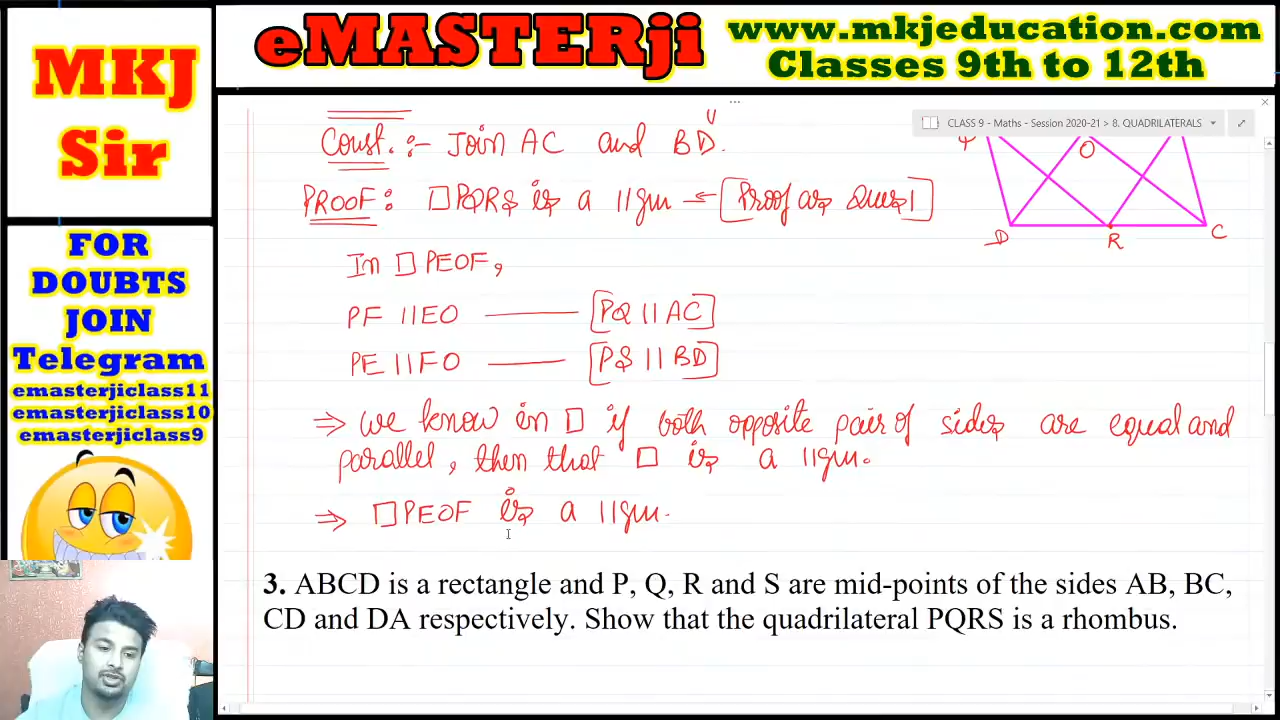 MKJ
Sir
eMASTERji
www.mkjeducation.com
Classes 9th to 12th
FOR
DOUBTS
JOIN
Telegram
emasterjiclass11
emasterjiclass10
emasterjiclass9
CLASS 9 - Maths - Session 2020-21 > 8. QUADRILATERALS
Const. :- Join AC and BD.
PROOF: □PQRS is a ||gm ← [Proof as Ques1]
In □PEOF,
PF ||EO ——— [PQ || AC]
PE ||FO ——— [PS || BD]
⇒ We know in □ if both opposite pair of sides are equal and
parallel, then that □ is a ||gm.
⇒ □PEOF is a ||gm.
O
D
R
C
3. ABCD is a rectangle and P, Q, R and S are mid-points of the sides AB, BC,
CD and DA respectively. Show that the quadrilateral PQRS is a rhombus.